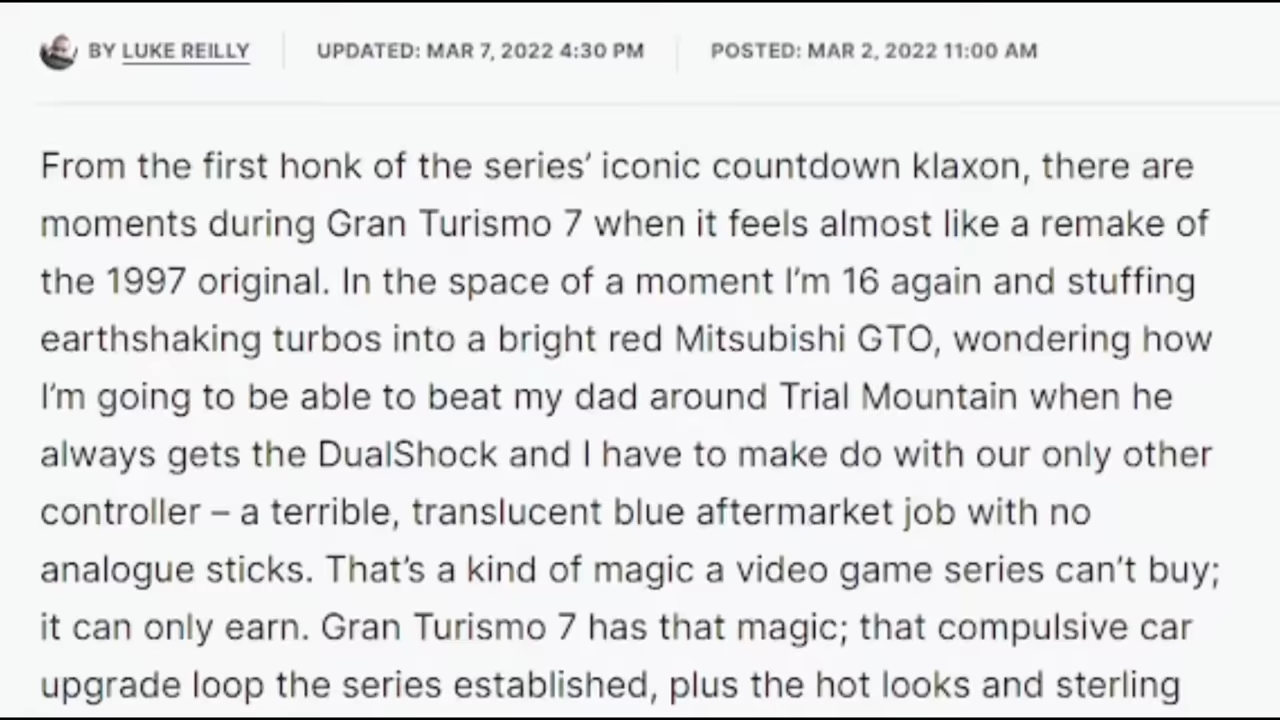 BY LUKE REILLY UPDATED: MAR 7, 2022 4:30 PM POSTED: MAR 2, 2022 11:00 AM
From the first honk of the series’ iconic countdown klaxon, there are
moments during Gran Turismo 7 when it feels almost like a remake of
the 1997 original. In the space of a moment I’m 16 again and stuffing
earthshaking turbos into a bright red Mitsubishi GTO, wondering how
I’m going to be able to beat my dad around Trial Mountain when he
always gets the DualShock and I have to make do with our only other
controller – a terrible, translucent blue aftermarket job with no
analogue sticks. That’s a kind of magic a video game series can’t buy;
it can only earn. Gran Turismo 7 has that magic; that compulsive car
upgrade loop the series established, plus the hot looks and sterling